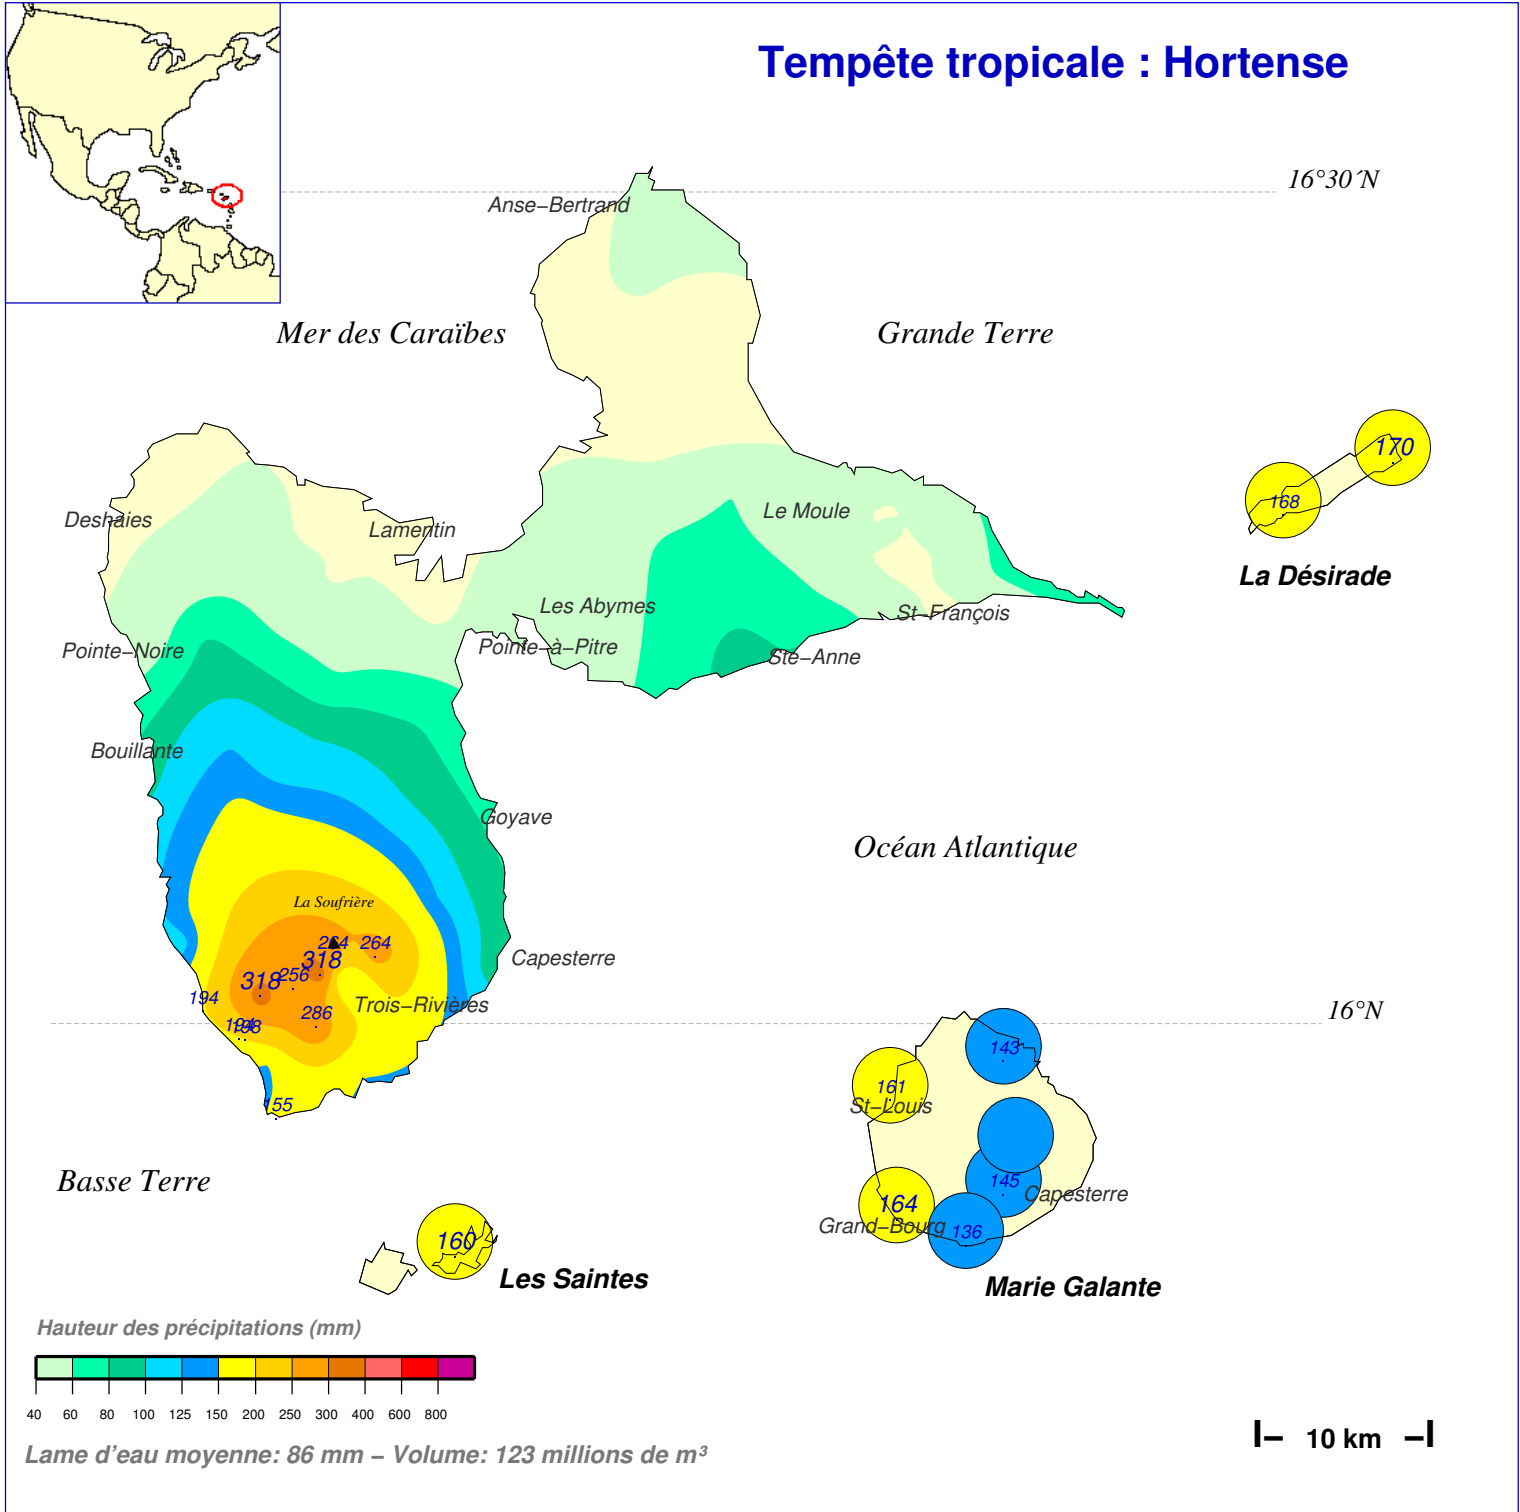 Tempête tropicale : Hortense
16°30´N
Anse−Bertrand
Mer des Caraïbes
Grande Terre
170
168
La Désirade
Deshaies
Lamentin
Le Moule
Les Abymes
St−François
Pointe−Noire
Pointe−à−Pitre
Ste−Anne
Bouillante
Goyave
Océan Atlantique
La Soufrière
264
264
318
Capesterre
256
318
194
Trois−Rivières
286
16°N
194
155
143
161
St−Louis
145
Capesterre
164
Grand−Bourg
136
Basse Terre
160
Les Saintes
Marie Galante
Hauteur des précipitations (mm)
40 60 80 100 125 150 200 250 300 400 600 800
Lame d'eau moyenne: 86 mm − Volume: 123 millions de m³
10 km